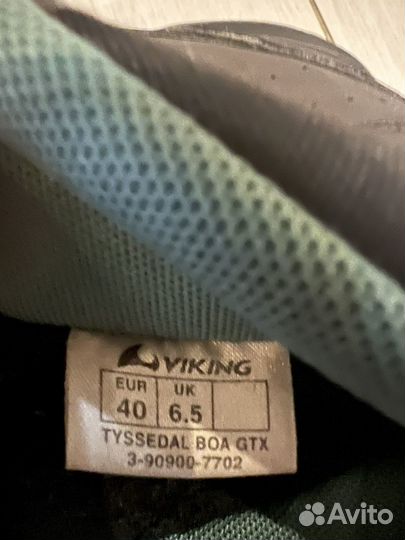 VIKING
EUR UK
40 6.5
TYSSEDAL BOA GTX
3-90900-7702
Avito